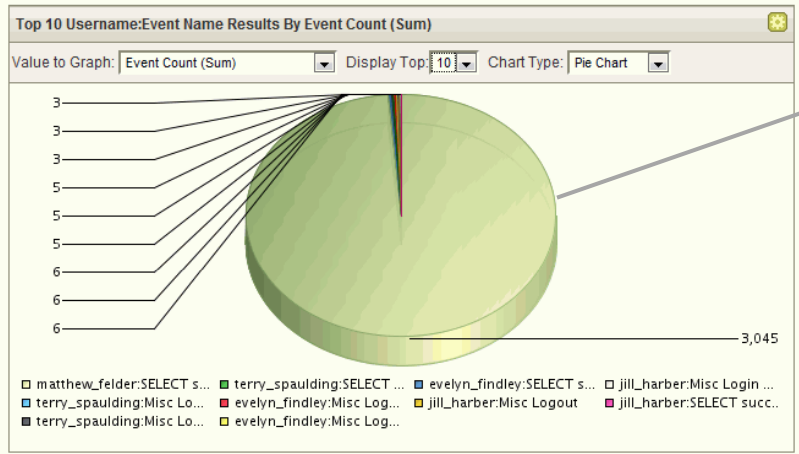 Top 10 Username:Event Name Results By Event Count (Sum)
Value to Graph: Event Count (Sum) Display Top: 10 Chart Type: Pie Chart
3
3
3
5
5
5
6
6
6
3,045
matthew_felder:SELECT s... terry_spaulding:SELECT ... evelyn_findley:SELECT s... jill_harber:Misc Login ...
terry_spaulding:Misc Lo... evelyn_findley:Misc Log... jill_harber:Misc Logout jill_harber:SELECT succ..
terry_spaulding:Misc Lo... evelyn_findley:Misc Log...